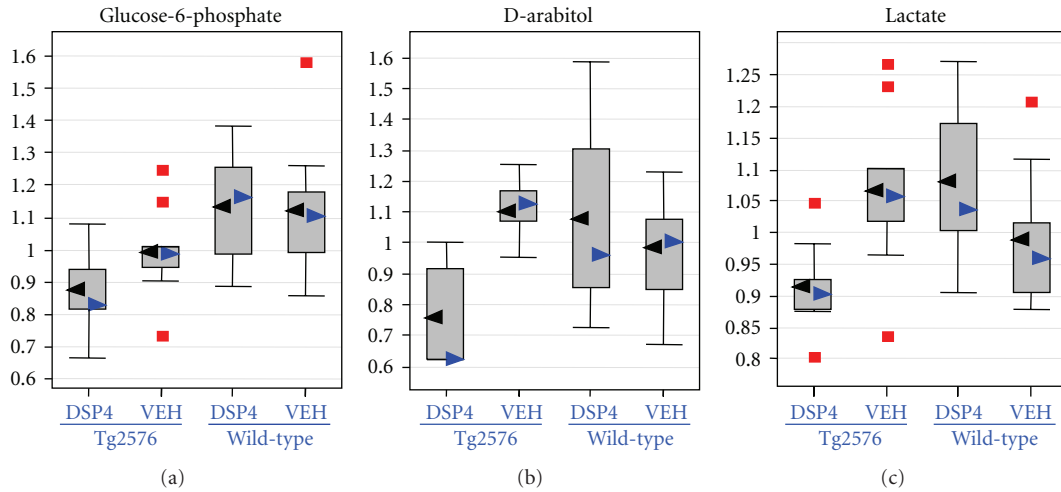 Glucose-6-phosphate
1.6
1.5
1.4
1.3
1.2
1.1
1
0.9
0.8
0.7
0.6
DSP4 VEH DSP4 VEH
Tg2576 Wild-type
(a)
D-arabitol
1.6
1.5
1.4
1.3
1.2
1.1
1
0.9
0.8
0.7
0.6
DSP4 VEH DSP4 VEH
Tg2576 Wild-type
(b)
Lactate
1.25
1.2
1.15
1.1
1.05
1
0.95
0.9
0.85
0.8
DSP4 VEH DSP4 VEH
Tg2576 Wild-type
(c)